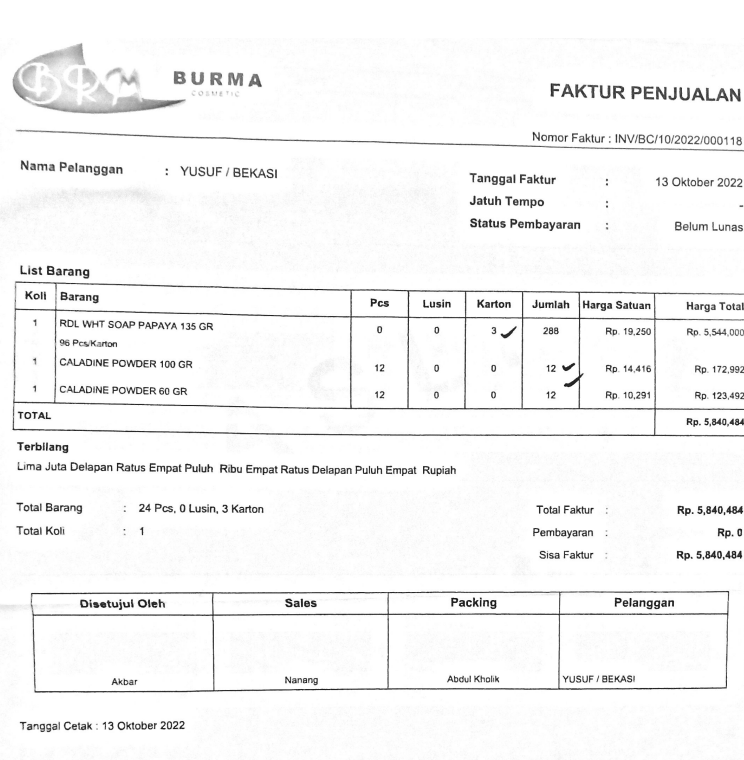 BRM BURMA
COSMETIC
FAKTUR PENJUALAN
Nomor Faktur : INV/BC/10/2022/000118
Nama Pelanggan : YUSUF / BEKASI
Tanggal Faktur : 13 Oktober 2022
Jatuh Tempo : -
Status Pembayaran : Belum Lunas
List Barang
Koli Barang Pcs Lusin Karton Jumlah Harga Satuan Harga Total
1 RDL WHT SOAP PAPAYA 135 GR 0 0 3 288 Rp. 19,250 Rp. 5,544,000
96 Pcs/Karton
1 CALADINE POWDER 100 GR 12 0 0 12 Rp. 14,416 Rp. 172,992
1 CALADINE POWDER 60 GR 12 0 0 12 Rp. 10,291 Rp. 123,492
TOTAL Rp. 5,840,484
Terbilang
Lima Juta Delapan Ratus Empat Puluh Ribu Empat Ratus Delapan Puluh Empat Rupiah
Total Barang : 24 Pcs, 0 Lusin, 3 Karton
Total Koli : 1
Total Faktur : Rp. 5,840,484
Pembayaran : Rp. 0
Sisa Faktur : Rp. 5,840,484
Disetujui Oleh Sales Packing Pelanggan
Akbar Nanang Abdul Kholik YUSUF / BEKASI
Tanggal Cetak : 13 Oktober 2022